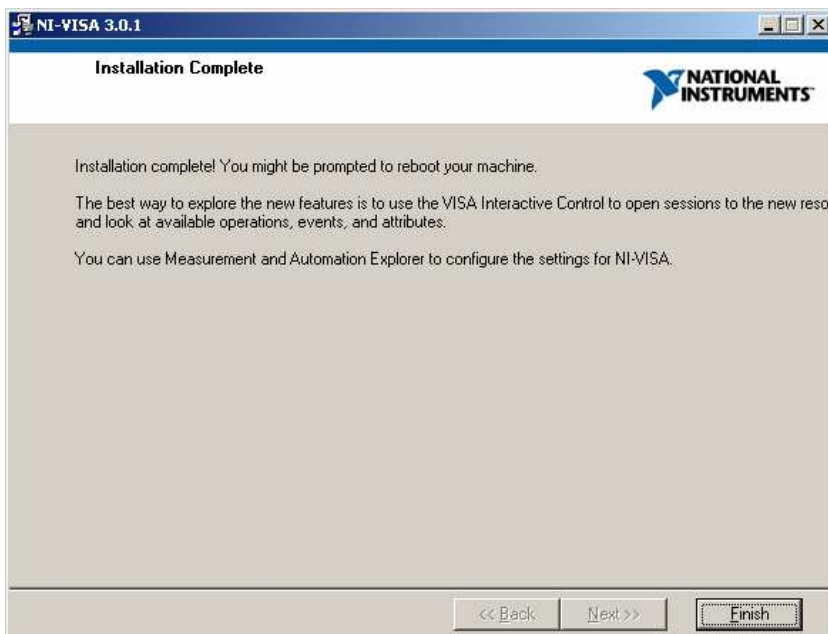 NI-VISA 3.0.1
Installation Complete
NATIONAL
INSTRUMENTS
Installation complete! You might be prompted to reboot your machine.
The best way to explore the new features is to use the VISA Interactive Control to open sessions to the new reso
and look at available operations, events, and attributes.
You can use Measurement and Automation Explorer to configure the settings for NI-VISA.
<< Back
Next >>
Finish